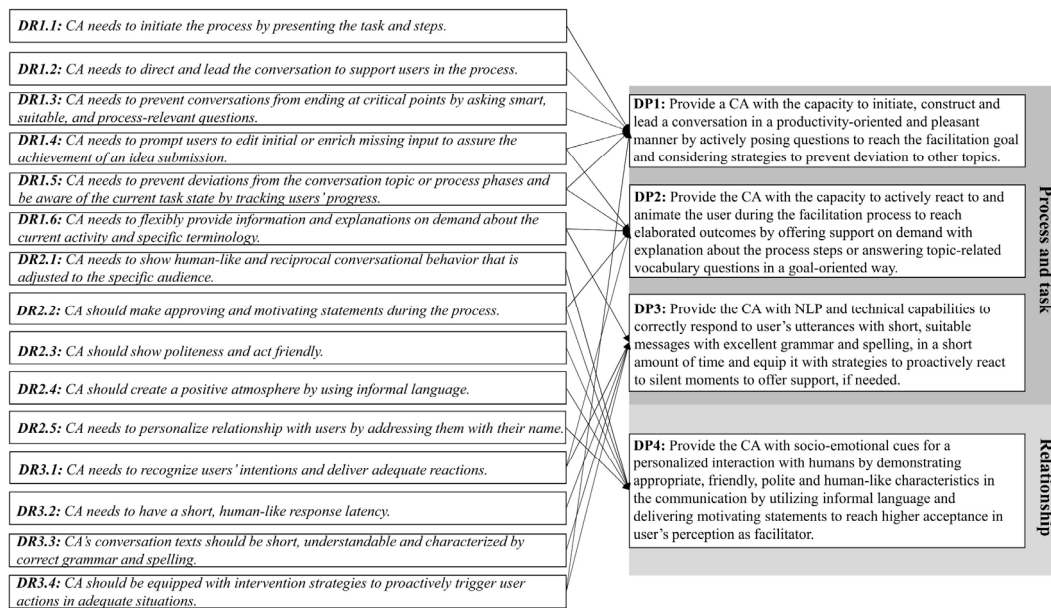 DR1.1: CA needs to initiate the process by presenting the task and steps.
DR1.2: CA needs to direct and lead the conversation to support users in the process.
DR1.3: CA needs to prevent conversations from ending at critical points by asking smart,
suitable, and process-relevant questions.
DR1.4: CA needs to prompt users to edit initial or enrich missing input to assure the
achievement of an idea submission.
DR1.5: CA needs to prevent deviations from the conversation topic or process phases and
be aware of the current task state by tracking users' progress.
DR1.6: CA needs to flexibly provide information and explanations on demand about the
current activity and specific terminology.
DR2.1: CA needs to show human-like and reciprocal conversational behavior that is
adjusted to the specific audience.
DR2.2: CA should make approving and motivating statements during the process.
DR2.3: CA should show politeness and act friendly.
DR2.4: CA should create a positive atmosphere by using informal language.
DR2.5: CA needs to personalize relationship with users by addressing them with their name.
DR3.1: CA needs to recognize users' intentions and deliver adequate reactions.
DR3.2: CA needs to have a short, human-like response latency.
DR3.3: CA's conversation texts should be short, understandable and characterized by
correct grammar and spelling.
DR3.4: CA should be equipped with intervention strategies to proactively trigger user
actions in adequate situations.
DP1: Provide a CA with the capacity to initiate, construct and
lead a conversation in a productivity-oriented and pleasant
manner by actively posing questions to reach the facilitation goal
and considering strategies to prevent deviation to other topics.
DP2: Provide the CA with the capacity to actively react to and
animate the user during the facilitation process to reach
elaborated outcomes by offering support on demand with
explanation about the process steps or answering topic-related
vocabulary questions in a goal-oriented way.
DP3: Provide the CA with NLP and technical capabilities to
correctly respond to user's utterances with short, suitable
messages with excellent grammar and spelling, in a short
amount of time and equip it with strategies to proactively react
to silent moments to offer support, if needed.
Process and task
DP4: Provide the CA with socio-emotional cues for a
personalized interaction with humans by demonstrating
appropriate, friendly, polite and human-like characteristics in
the communication by utilizing informal language and
delivering motivating statements to reach higher acceptance in
user's perception as facilitator.
Relationship